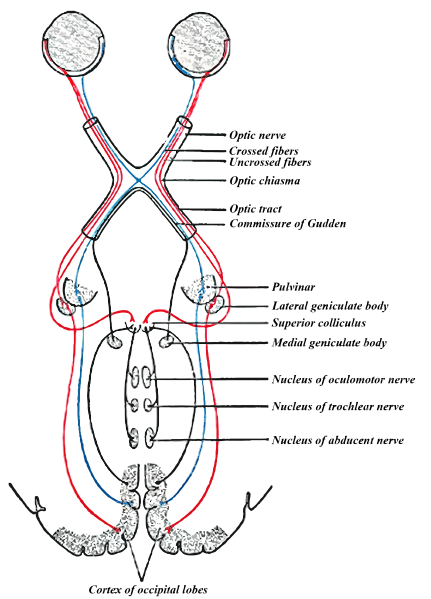 Optic nerve
Crossed fibers
Uncrossed fibers
Optic chiasma
Optic tract
Commissure of Gudden
Pulvinar
Lateral geniculate body
Superior colliculus
Medial geniculate body
Nucleus of oculomotor nerve
Nucleus of trochlear nerve
Nucleus of abducent nerve
Cortex of occipital lobes